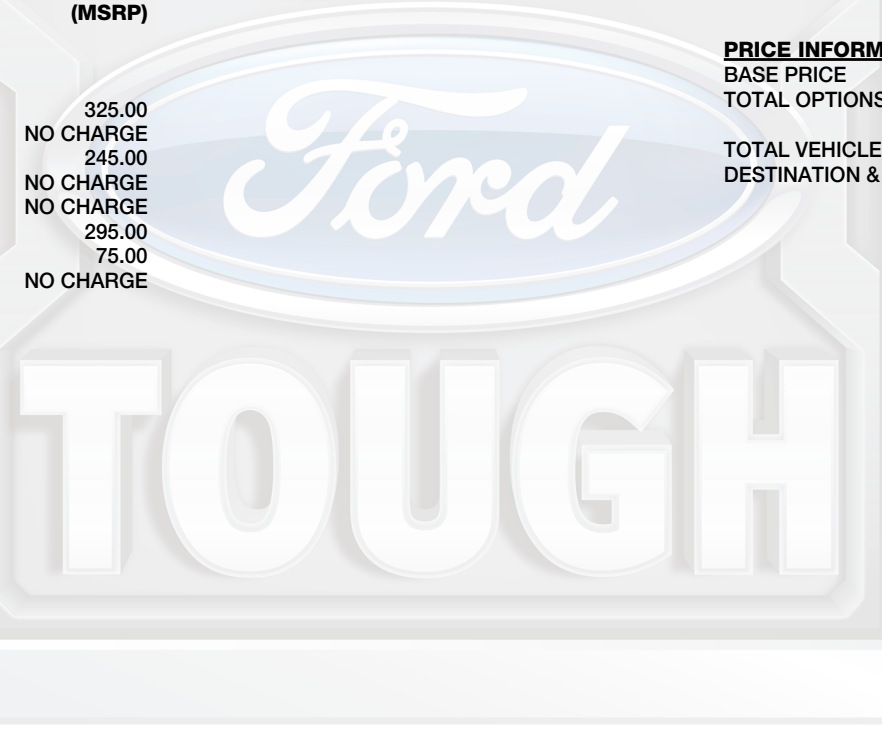 (MSRP)
325.00
NO CHARGE
245.00
NO CHARGE
NO CHARGE
295.00
75.00
NO CHARGE
PRICE INFORM
BASE PRICE
TOTAL OPTIONS
TOTAL VEHICLE
DESTINATION &
Ford
TOUGH